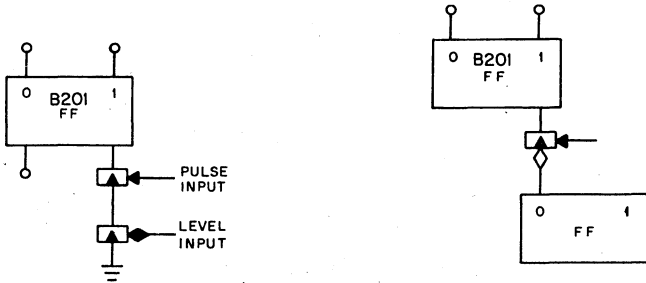 0 1
B201
FF
PULSE
INPUT
LEVEL
INPUT
0 1
B201
FF
0 1
FF